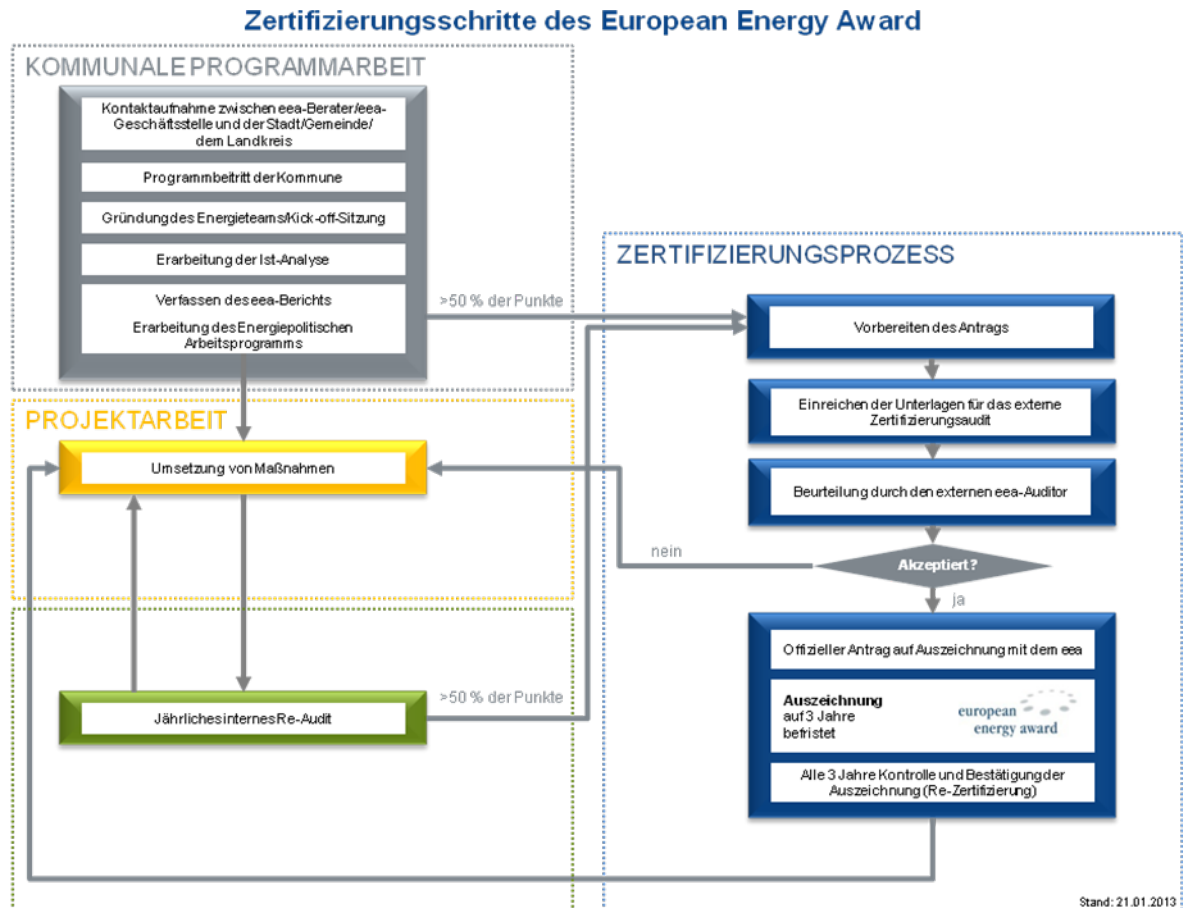 Zertifizierungsschritte des European Energy Award
KOMMUNALE PROGRAMMARBEIT
Kontaktaufnahme zwischen eea-Berater/eea-
Geschäftsstelle und der Stadt/Gemeinde/
dem Landkreis
Programmbeitritt der Kommune
Gründung des Energieteams/Kick-off-Sitzung
Erarbeitung der Ist-Analyse
Verfassen des eea-Berichts
Erarbeitung des Energiepolitischen
Arbeitsprogramms
>50 % der Punkte
PROJEKTARBEIT
Umsetzung von Maßnahmen
Jährliches internes Re-Audit
>50 % der Punkte
ZERTIFIZIERUNGSPROZESS
Vorbereiten des Antrags
Einreichen der Unterlagen für das externe
Zertifizierungsaudit
Beurteilung durch den externen eea-Auditor
Akzeptiert?
nein
ja
Offizieller Antrag auf Auszeichnung mit dem eea
Auszeichnung
auf 3 Jahre
befristet
european
energy award
Alle 3 Jahre Kontrolle und Bestätigung der
Auszeichnung (Re-Zertifizierung)
Stand: 21.01.2013